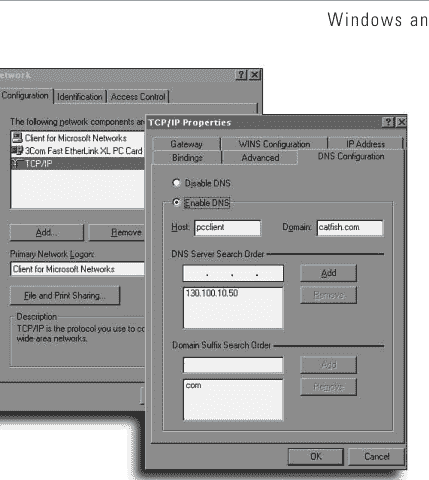 Windows an
etwork
Configuration Identification Access Control
The following network components ar
Client for Microsoft Networks
3Com Fast EtherLink XL PC Card
TCP/IP
Add... Remove
Primary Network Logon:
Client for Microsoft Networks
File and Print Sharing...
Description
TCP/IP is the protocol you use to co
wide area networks.
TCP/IP Properties
Gateway WINS Configuration IP Address
Bindings Advanced DNS Configuration
Disable DNS
Enable DNS
Host: pcclient Domain: catfish.com
DNS Server Search Order
. . . Add
130.100.10.50 Remove
Domain Suffix Search Order
Add
com Remove
OK Cancel